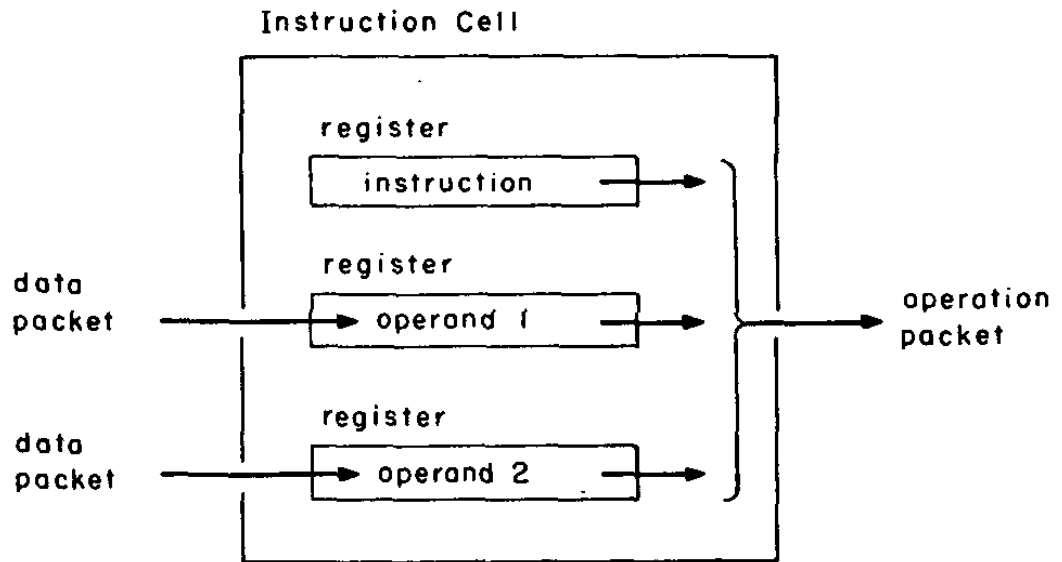 Instruction Cell
register
instruction
register
data
packet
operand 1
operation
packet
register
data
packet
operand 2